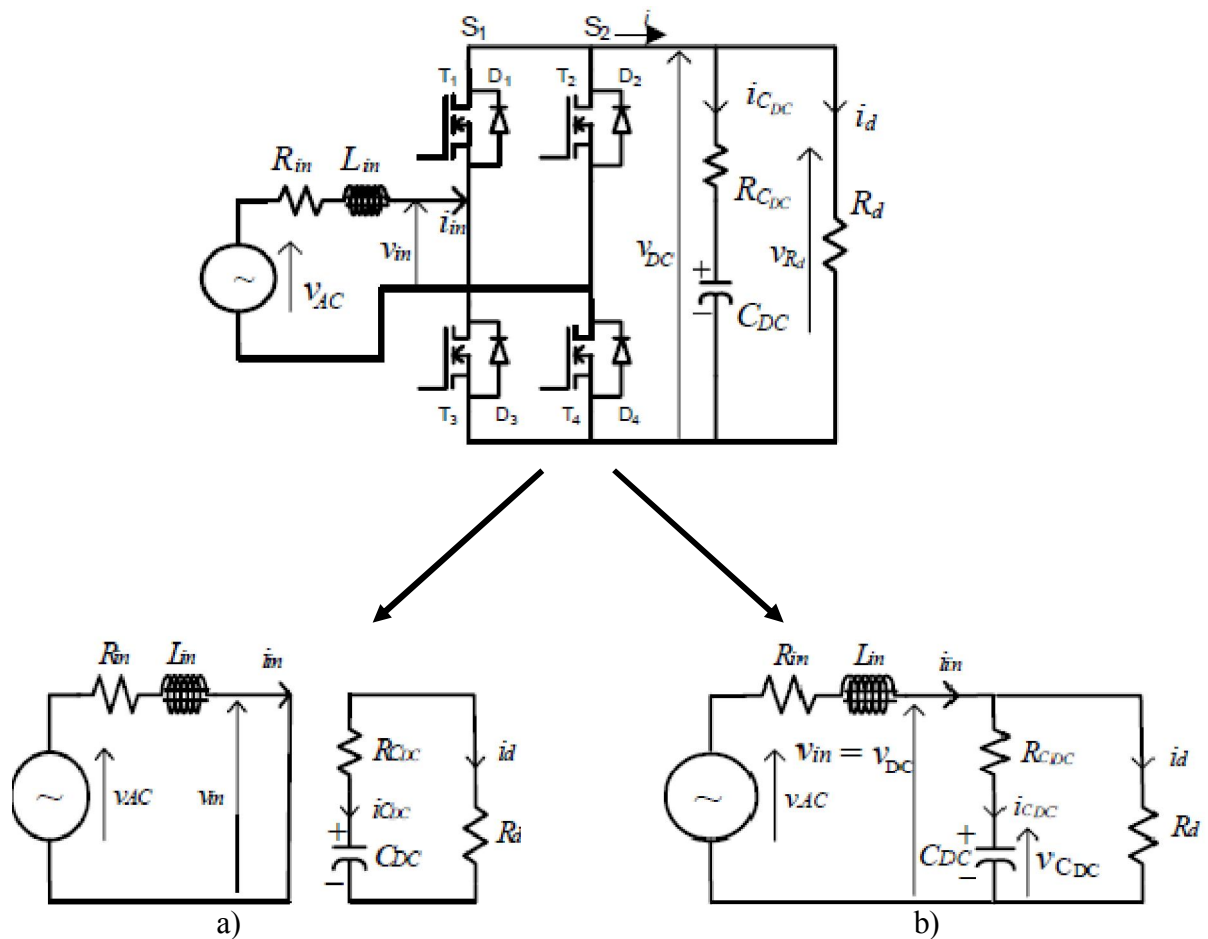 S1 S2 i
T1 D1 T2 D2
iCDC id
Rin Lin
RCDC Rd
iin
vin vDC vRd
+
~ vAC CDC
−
T3 D3 T4 D4
Rin Lin iin
RCDC id
~ vAC vin iCDC Rd
+
CDC
−
a)
Rin Lin iin
vin = vDC RCDC id
~ vAC iCDC Rd
+
CDC vCDC
−
b)